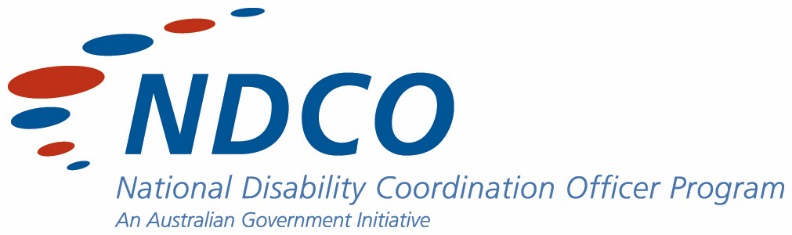 NDCO
National Disability Coordination Officer Program
An Australian Government Initiative